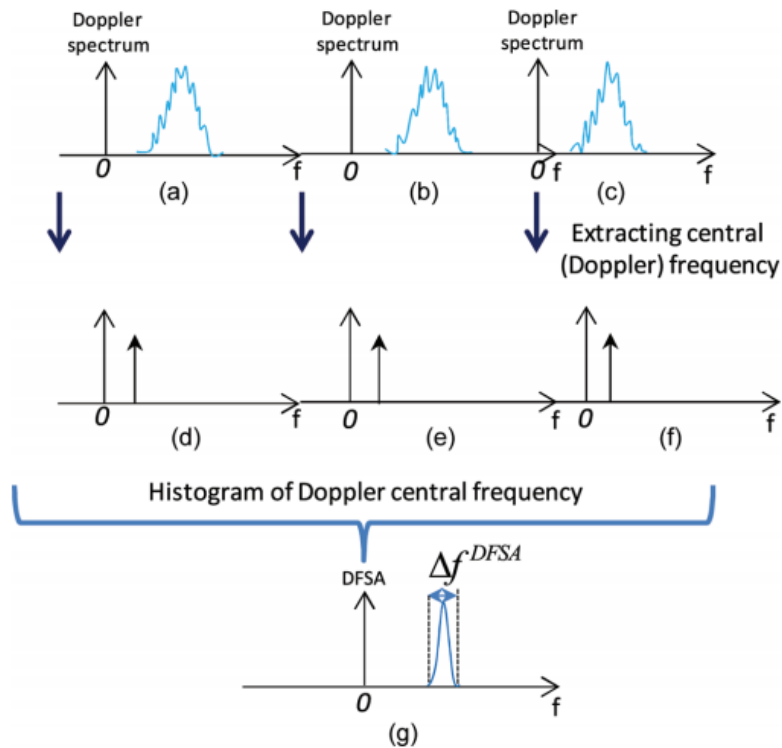 Doppler spectrum
Doppler spectrum
Doppler spectrum
0
f
0
f
0
f
(a)
(b)
(c)
Extracting central
(Doppler) frequency
0
f
0
f
0
f
(d)
(e)
(f)
Histogram of Doppler central frequency
DFSA
Δf^DFSA
0
f
(g)